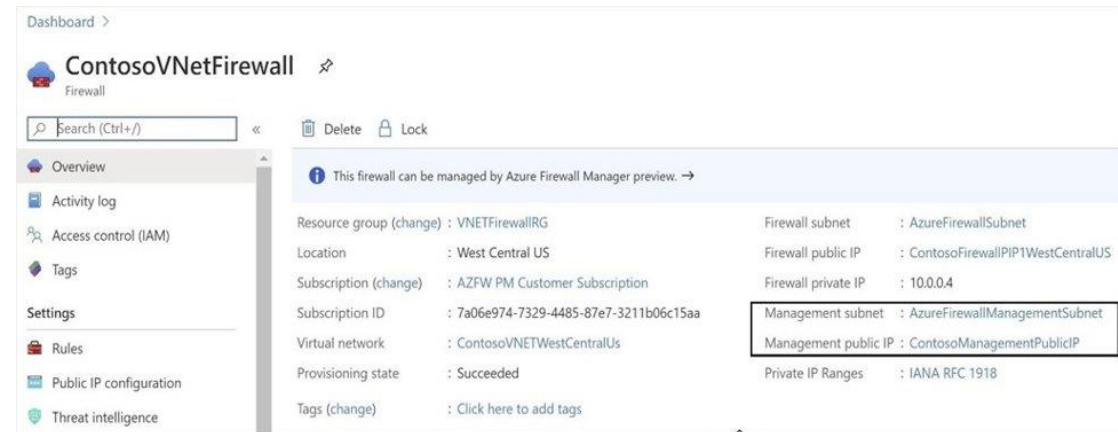 Dashboard >
ContosoVNetFirewall
Firewall
Search (Ctrl+/)
«
Delete Lock
Overview
Activity log
Access control (IAM)
Tags
Settings
Rules
Public IP configuration
Threat intelligence
This firewall can be managed by Azure Firewall Manager preview. →
Resource group (change) : VNETFirewallRG
Location : West Central US
Subscription (change) : AZFW PM Customer Subscription
Subscription ID : 7a06e974-7329-4485-87e7-3211b06c15aa
Virtual network : ContosoVNETWestCentralUs
Provisioning state : Succeeded
Tags (change) : Click here to add tags
Firewall subnet : AzureFirewallSubnet
Firewall public IP : ContosoFirewallPIP1WestCentralUS
Firewall private IP : 10.0.0.4
Management subnet : AzureFirewallManagementSubnet
Management public IP : ContosoManagementPublicIP
Private IP Ranges : IANA RFC 1918